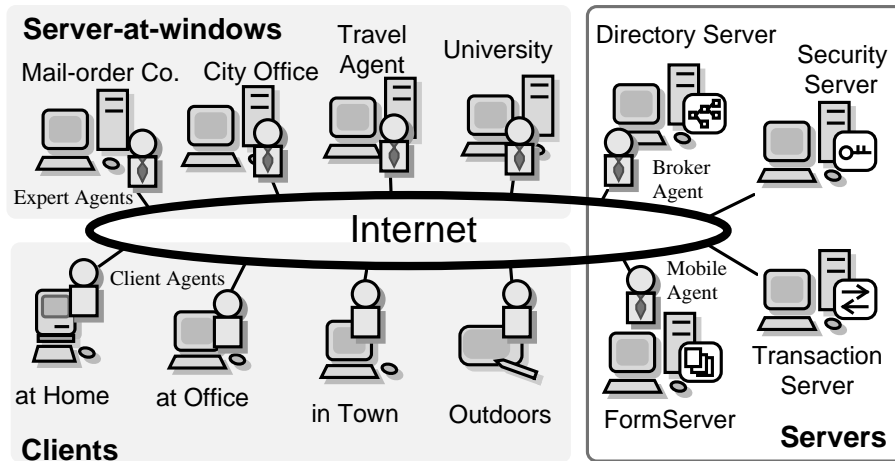 Server-at-windows
Mail-order Co.
City Office
Travel
Agent
University
Expert Agents
Directory Server
Security
Server
Broker
Agent
Internet
Client Agents
at Home
at Office
in Town
Outdoors
Clients
Mobile
Agent
FormServer
Transaction
Server
Servers